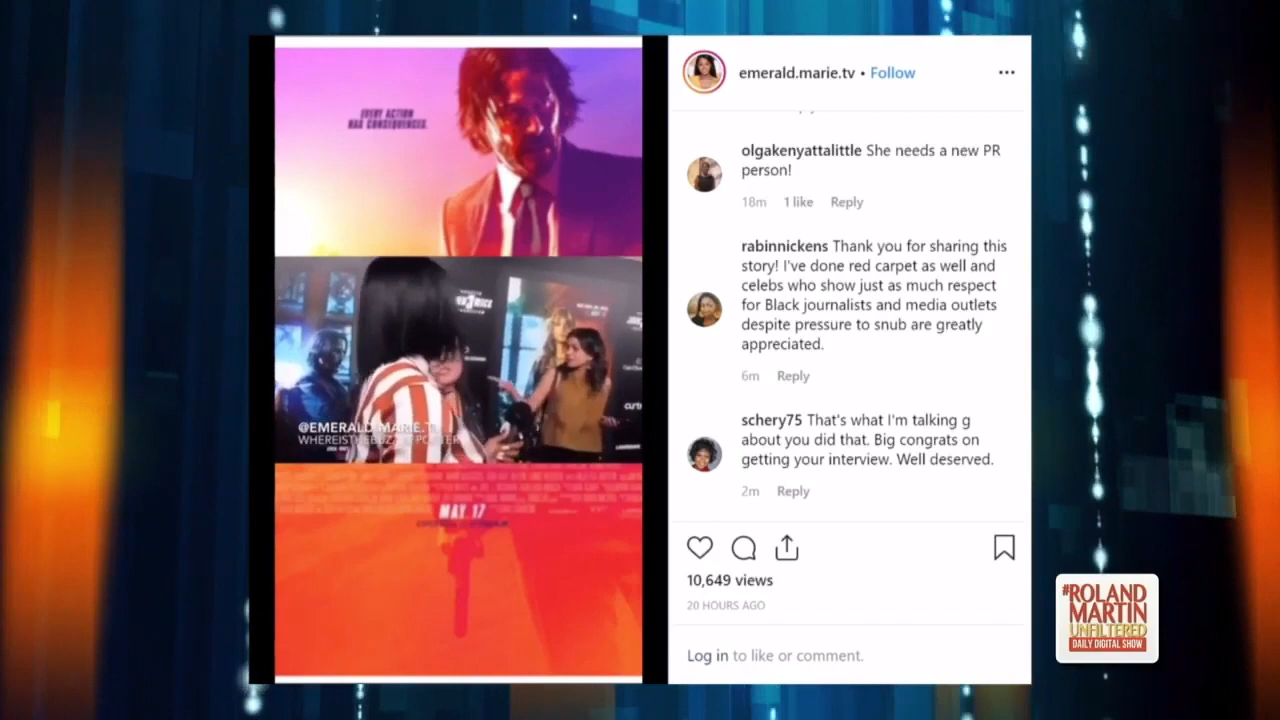 EVERY ACTION
HAS CONSEQUENCES.
@EMERALD.MARIE.T
WHEREISTHEBUZZ
MAY 17
emerald.marie.tv • Follow
olgakenyattalittle She needs a new PR
person!
18m 1 like Reply
rabinnickens Thank you for sharing this
story! I've done red carpet as well and
celebs who show just as much respect
for Black journalists and media outlets
despite pressure to snub are greatly
appreciated.
6m Reply
schery75 That's what I'm talking g
about you did that. Big congrats on
getting your interview. Well deserved.
2m Reply
10,649 views
20 HOURS AGO
Log in to like or comment.
#ROLAND
MARTIN
UNFILTERED
DAILY DIGITAL SHOW